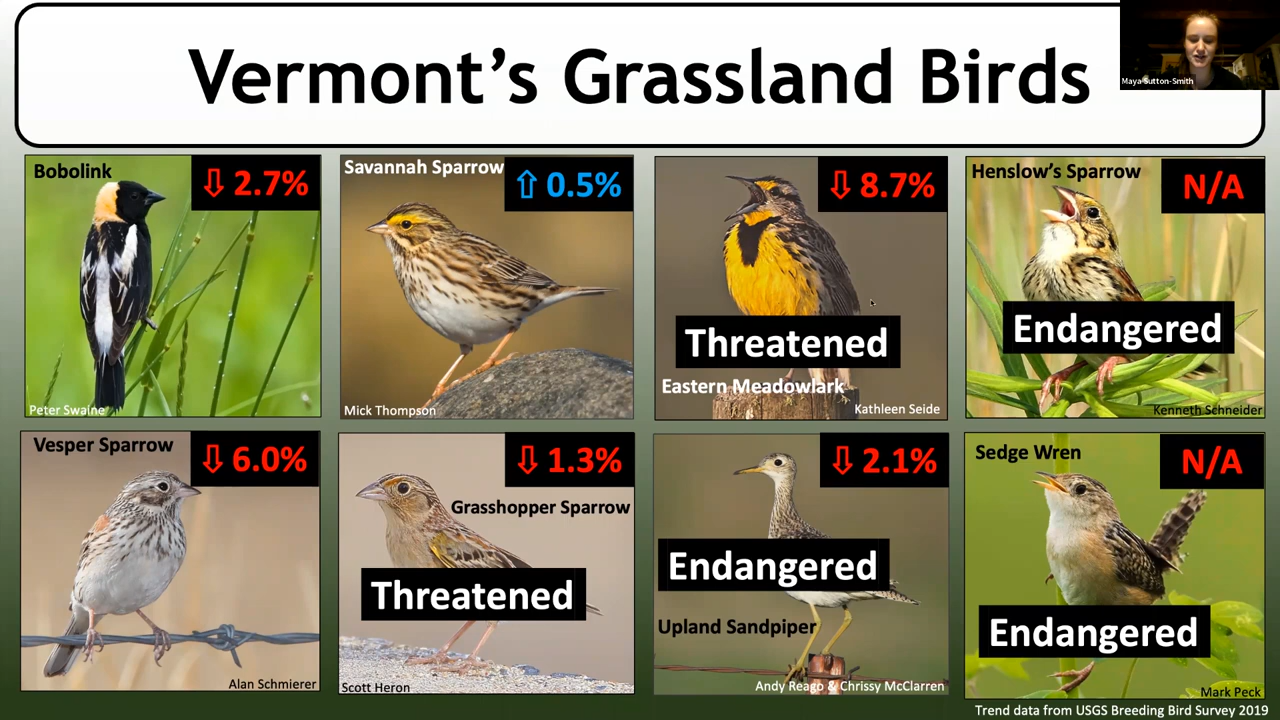 Vermont's Grassland Birds
Maya Sutton-Smith
Bobolink
⇩ 2.7%
Peter Swaine
Savannah Sparrow
⇧ 0.5%
Mick Thompson
⇩ 8.7%
Threatened
Eastern Meadowlark
Kathleen Seide
Henslow's Sparrow
N/A
Endangered
Kenneth Schneider
Vesper Sparrow
⇩ 6.0%
Alan Schmierer
⇩ 1.3%
Grasshopper Sparrow
Threatened
Scott Heron
⇩ 2.1%
Endangered
Upland Sandpiper
Andy Reago & Chrissy McClarren
Sedge Wren
N/A
Endangered
Mark Peck
Trend data from USGS Breeding Bird Survey 2019